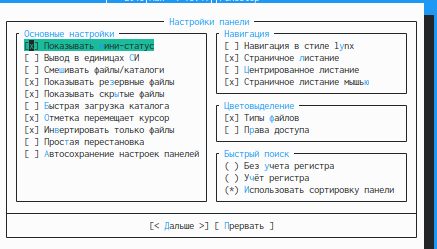 Настройки панели
Основные настройки
[x] Показывать мини-статус
[ ] Вывод в единицах СИ
[ ] Смешивать файлы/каталоги
[x] Показывать резервные файлы
[x] Показывать скрытые файлы
[ ] Быстрая загрузка каталога
[x] Отметка перемещает курсор
[x] Инвертировать только файлы
[ ] Простая перестановка
[ ] Автосохранение настроек панелей
Навигация
[ ] Навигация в стиле lynx
[x] Страничное листание
[ ] Центрированное листание
[x] Страничное листание мышью
Цветовыделение
[x] Типы файлов
[ ] Права доступа
Быстрый поиск
( ) Без учета регистра
( ) Учёт регистра
(*) Использовать сортировку панели
[< Дальше >] [ Прервать ]